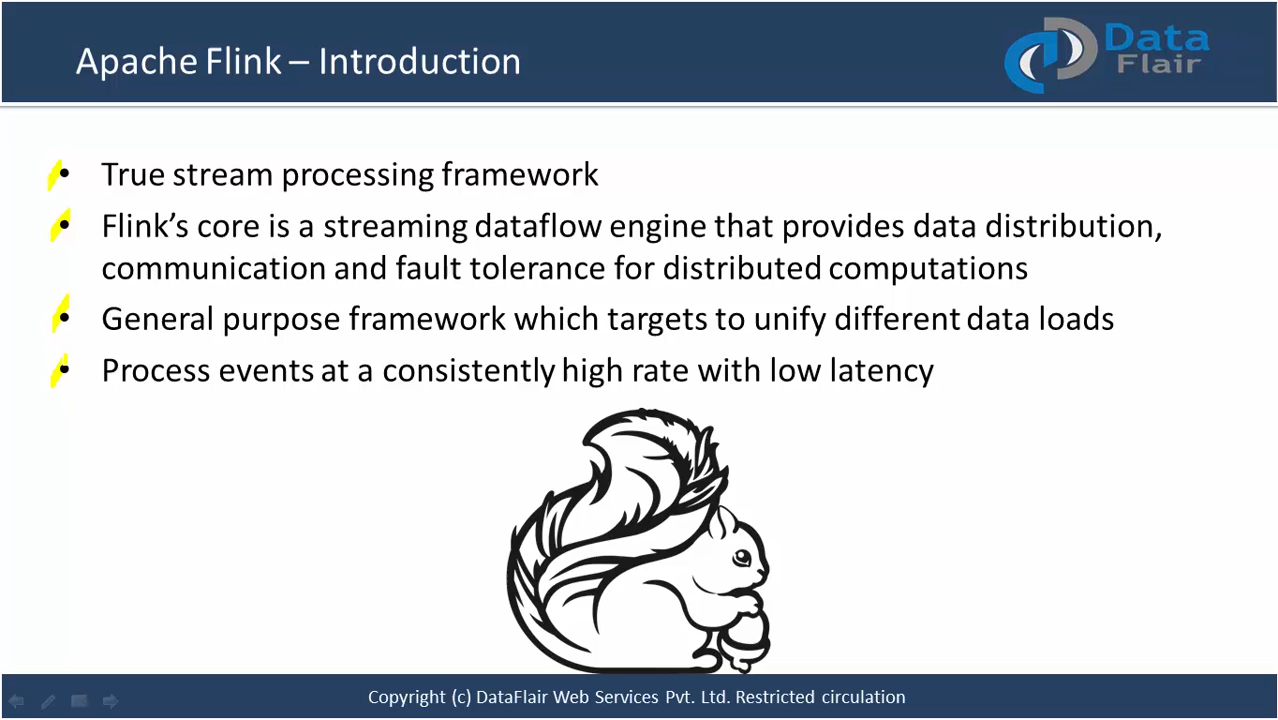 Apache Flink – Introduction
Data
Flair
• True stream processing framework
• Flink’s core is a streaming dataflow engine that provides data distribution,
communication and fault tolerance for distributed computations
• General purpose framework which targets to unify different data loads
• Process events at a consistently high rate with low latency
Copyright (c) DataFlair Web Services Pvt. Ltd. Restricted circulation